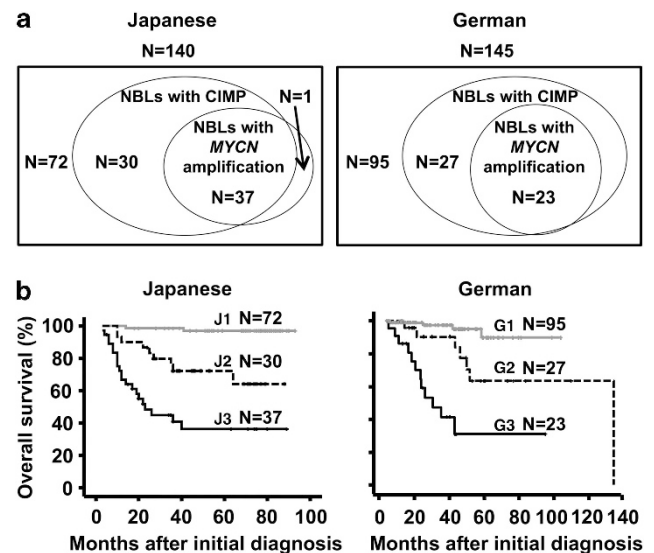 a
Japanese
N=140
NBLs with CIMP
N=1
NBLs with
MYCN
amplification
N=72
N=30
N=37
German
N=145
NBLs with CIMP
NBLs with
MYCN
amplification
N=95
N=27
N=23
b
Japanese
Overall survival (%)
100
80
60
40
20
0
J1 N=72
J2 N=30
J3 N=37
0 20 40 60 80 100
Months after initial diagnosis
German
G1 N=95
G2 N=27
G3 N=23
0 20 40 60 80 100 120 140
Months after initial diagnosis